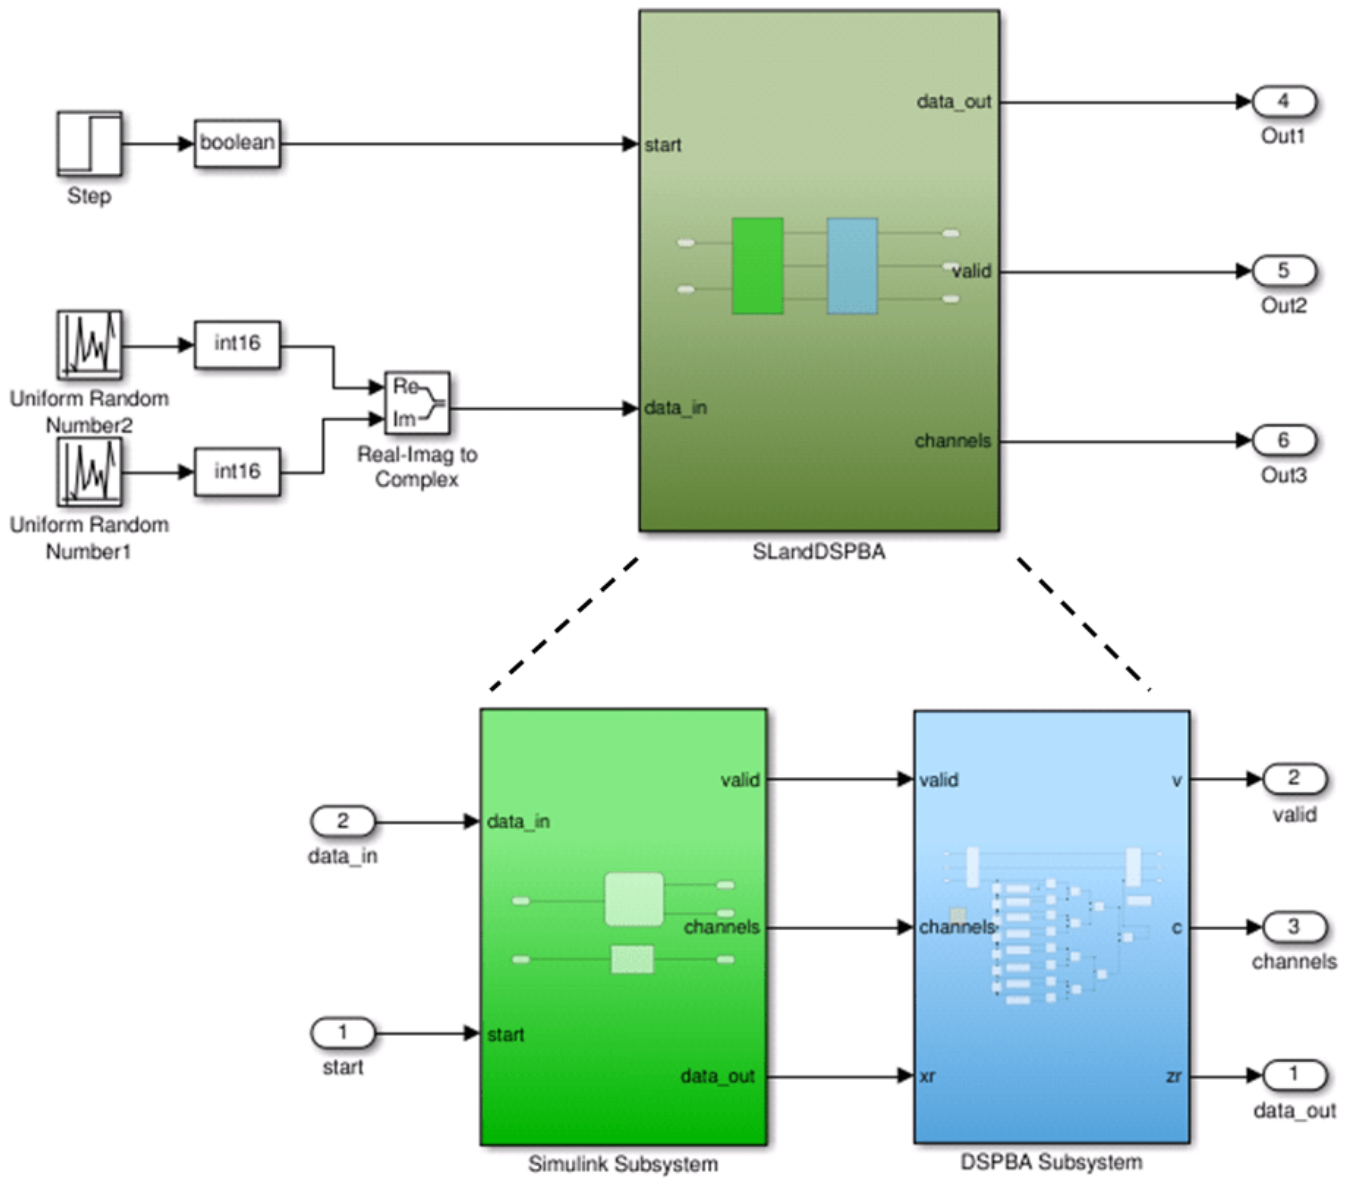 Step
boolean
start
data_out
4
Out1
valid
5
Out2
Uniform Random
Number2
int16
Re
Im
Real-Imag to
Complex
data_in
channels
6
Out3
Uniform Random
Number1
int16
SLandDSPBA
2
data_in
1
start
data_in
start
valid
channels
data_out
Simulink Subsystem
valid
channels
xr
v
c
zr
DSPBA Subsystem
2
valid
3
channels
1
data_out